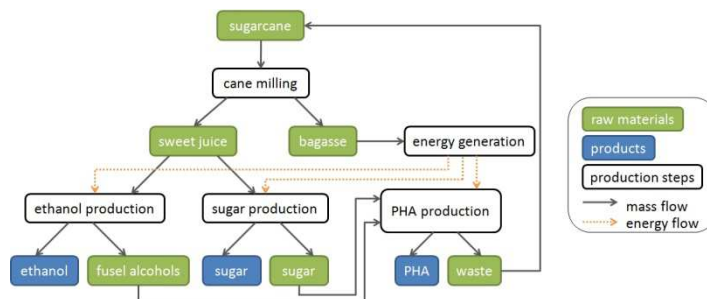 sugarcane
cane milling
sweet juice
bagasse
energy generation
raw materials
products
production steps
mass flow
energy flow
ethanol production
sugar production
PHA production
ethanol
fusel alcohols
sugar
sugar
PHA
waste